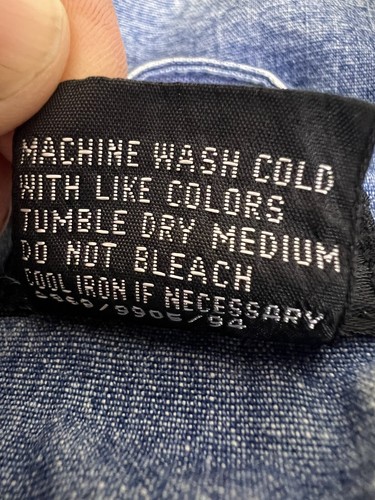 MACHINE WASH COLD
WITH LIKE COLORS
TUMBLE DRY MEDIUM
DO NOT BLEACH
COOL IRON IF NECESSARY